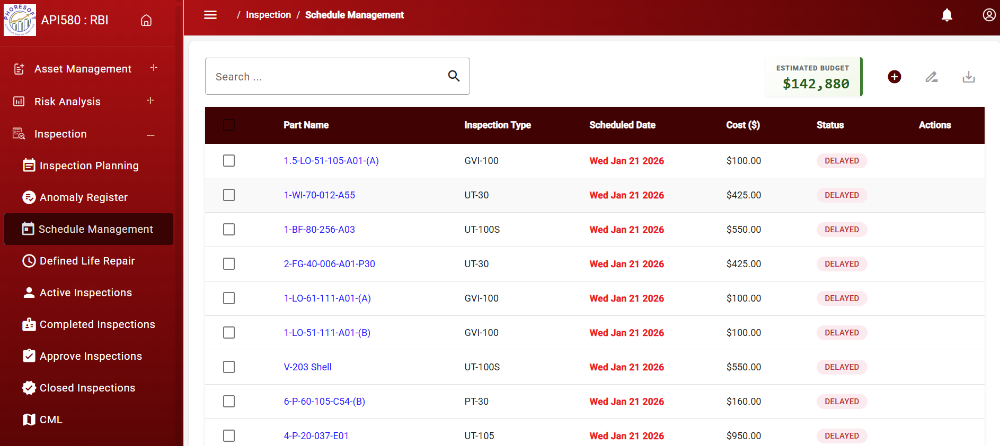 PHORESOFT
LOWERING RISK BY ANALYTICS
API580 : RBI
/ Inspection / Schedule Management
Asset Management
Risk Analysis
Inspection
Inspection Planning
Anomaly Register
Schedule Management
Defined Life Repair
Active Inspections
Completed Inspections
Approve Inspections
Closed Inspections
CML
Search ...
ESTIMATED BUDGET
$142,880
Part Name Inspection Type Scheduled Date Cost ($) Status Actions
1.5-LO-51-105-A01-(A) GVI-100 Wed Jan 21 2026 $100.00 DELAYED
1-WI-70-012-A55 UT-30 Wed Jan 21 2026 $425.00 DELAYED
1-BF-80-256-A03 UT-100S Wed Jan 21 2026 $550.00 DELAYED
2-FG-40-006-A01-P30 UT-30 Wed Jan 21 2026 $425.00 DELAYED
1-LO-61-111-A01-(A) GVI-100 Wed Jan 21 2026 $100.00 DELAYED
1-LO-51-111-A01-(B) GVI-100 Wed Jan 21 2026 $100.00 DELAYED
V-203 Shell UT-100S Wed Jan 21 2026 $550.00 DELAYED
6-P-60-105-C54-(B) PT-30 Wed Jan 21 2026 $160.00 DELAYED
4-P-20-037-E01 UT-105 Wed Jan 21 2026 $950.00 DELAYED